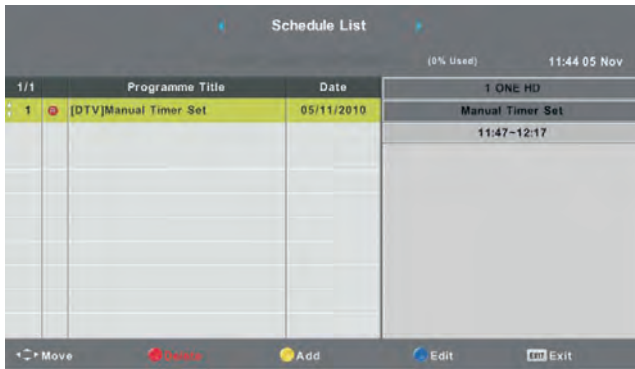 Schedule List
(0% Used) 11:44 05 Nov
1/1 Programme Title Date 1 ONE HD
1 [DTV]Manual Timer Set 05/11/2010 Manual Timer Set
11:47~12:17
Move Delete Add Edit EXIT Exit